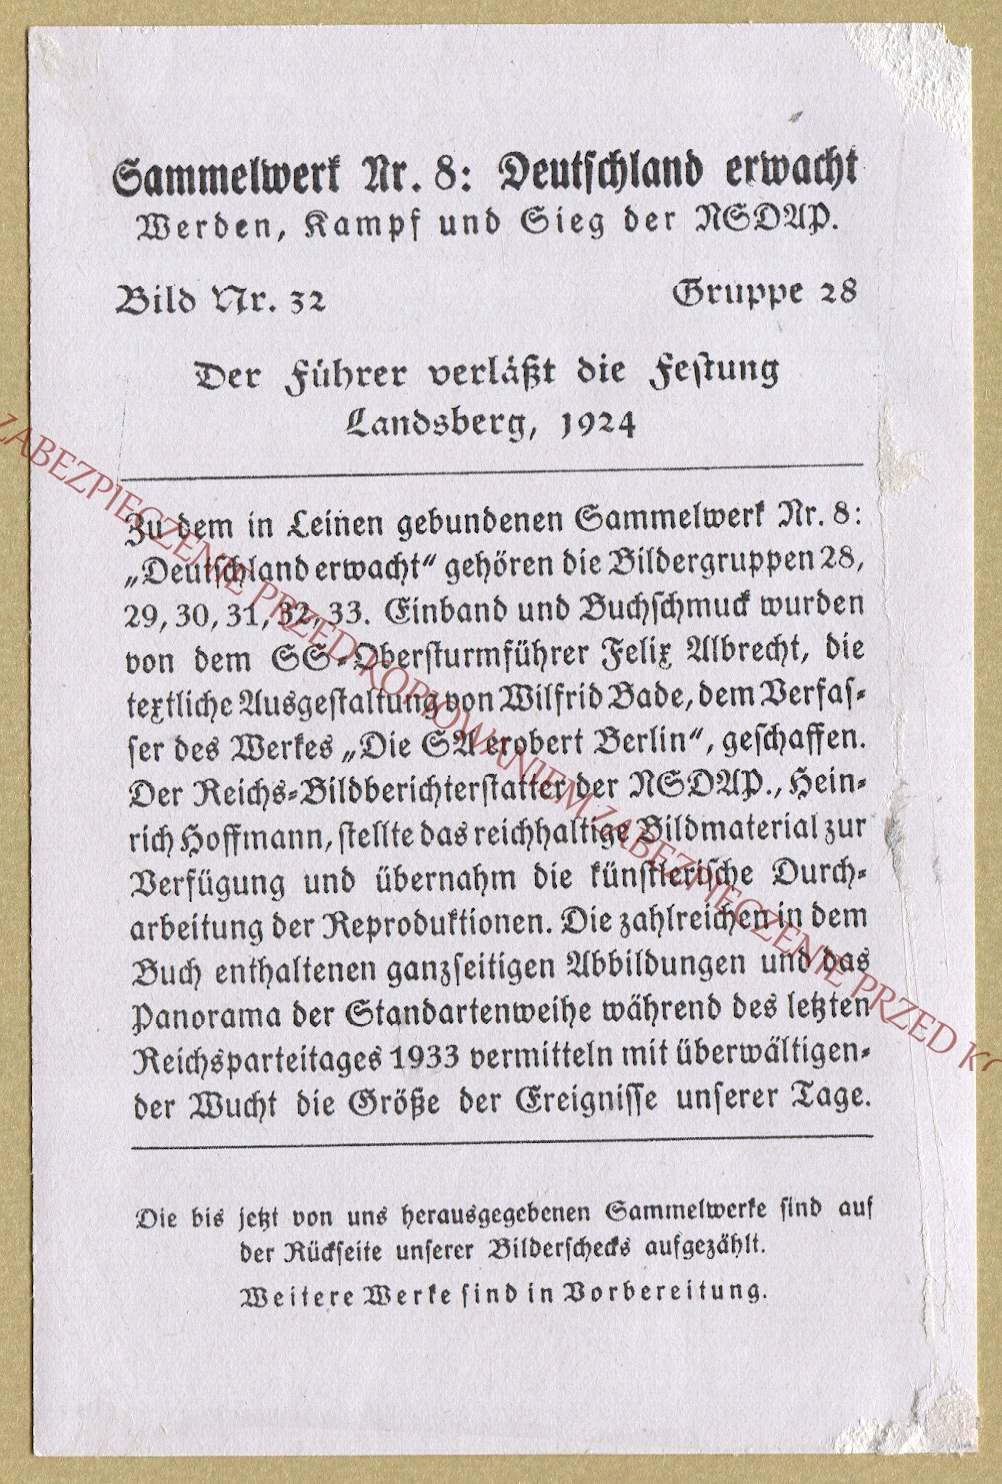 Sammelwerk Nr. 8: Deutschland erwacht
Werden, Kampf und Sieg der NSDAP.
Bild Nr. 32 Gruppe 28
Der Führer verläßt die Festung
Landsberg, 1924
Zu dem in Leinen gebundenen Sammelwerk Nr. 8:
„Deutschland erwacht“ gehören die Bildergruppen 28,
29, 30, 31, 32, 33. Einband und Buchschmuck wurden
von dem SS-Obersturmführer Felix Albrecht, die
textliche Ausgestaltung von Wilfrid Bade, dem Verfas-
ser des Werkes „Die SA erobert Berlin“, geschaffen.
Der Reichs-Bildberichterstatter der NSDAP., Hein-
rich Hoffmann, stellte das reichhaltige Bildmaterial zur
Verfügung und übernahm die künstlerische Durch-
arbeitung der Reproduktionen. Die zahlreichen in dem
Buch enthaltenen ganzseitigen Abbildungen und das
Panorama der Standartenweihe während des letzten
Reichsparteitages 1933 vermitteln mit überwältigen-
der Wucht die Größe der Ereignisse unserer Tage.
Die bis jetzt von uns herausgegebenen Sammelwerke sind auf
der Rückseite unserer Bilderschecks aufgezählt.
Weitere Werke sind in Vorbereitung.
ZABEZPIECZENIE PRZED KOPIOWANIEM ZABEZPIECZENIE PRZED KO